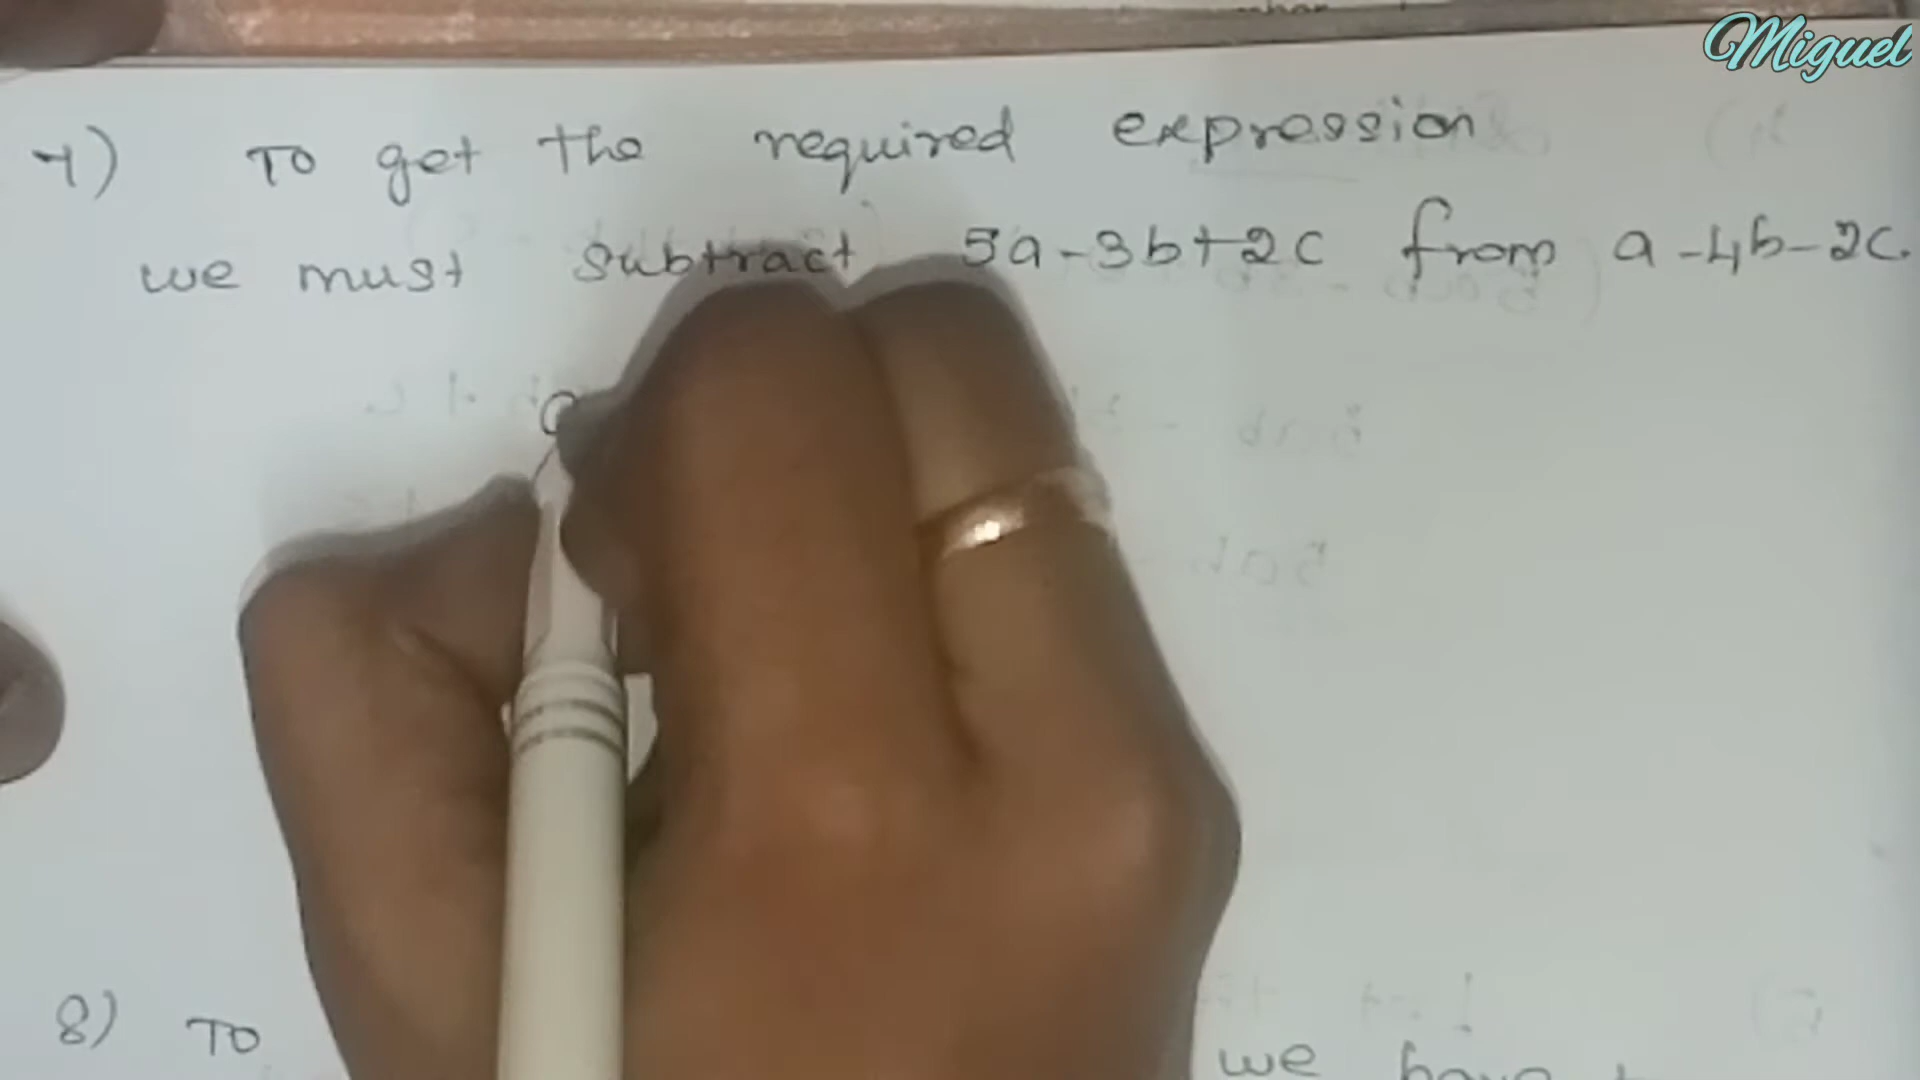 Miguel
7) To get the required expression
we must subtract 5a-3b+2c from a-4b-2c.
8) To we have